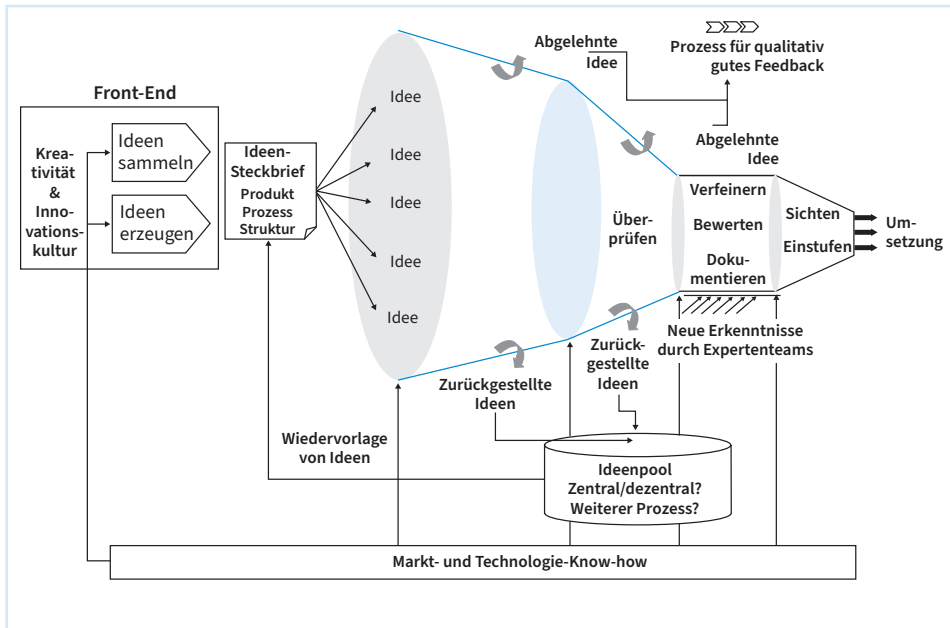 Front-End
Krea-
tivität
&
Inno-
vations-
kultur
Ideen
sammeln
Ideen
erzeugen
Ideen-
Steckbrief
Produkt
Prozess
Struktur
Idee
Idee
Idee
Idee
Idee
Abgelehnte
Idee
Prozess für qualitativ
gutes Feedback
Abgelehnte
Idee
Über-
prüfen
Verfeinern
Bewerten
Doku-
mentieren
Sichten
Einstufen
Um-
setzung
Neue Erkenntnisse
durch Expertenteams
Zurück-
gestellte
Ideen
Zurückgestellte
Ideen
Wiedervorlage
von Ideen
Ideenpool
Zentral/dezentral?
Weiterer Prozess?
Markt- und Technologie-Know-how